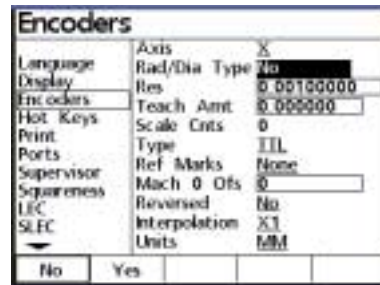 Encoders
Language
Display
Encoders
Hot Keys
Print
Ports
Supervisor
Squareness
LEC
SLEC
Axis X
Rad/Dia Type No
Res 0.00100000
Teach Amt 0.000000
Scale Cnts 0
Type TTL
Ref Marks None
Mach 0 Ofs 0
Reversed No
Interpolation X1
Units MM
No Yes